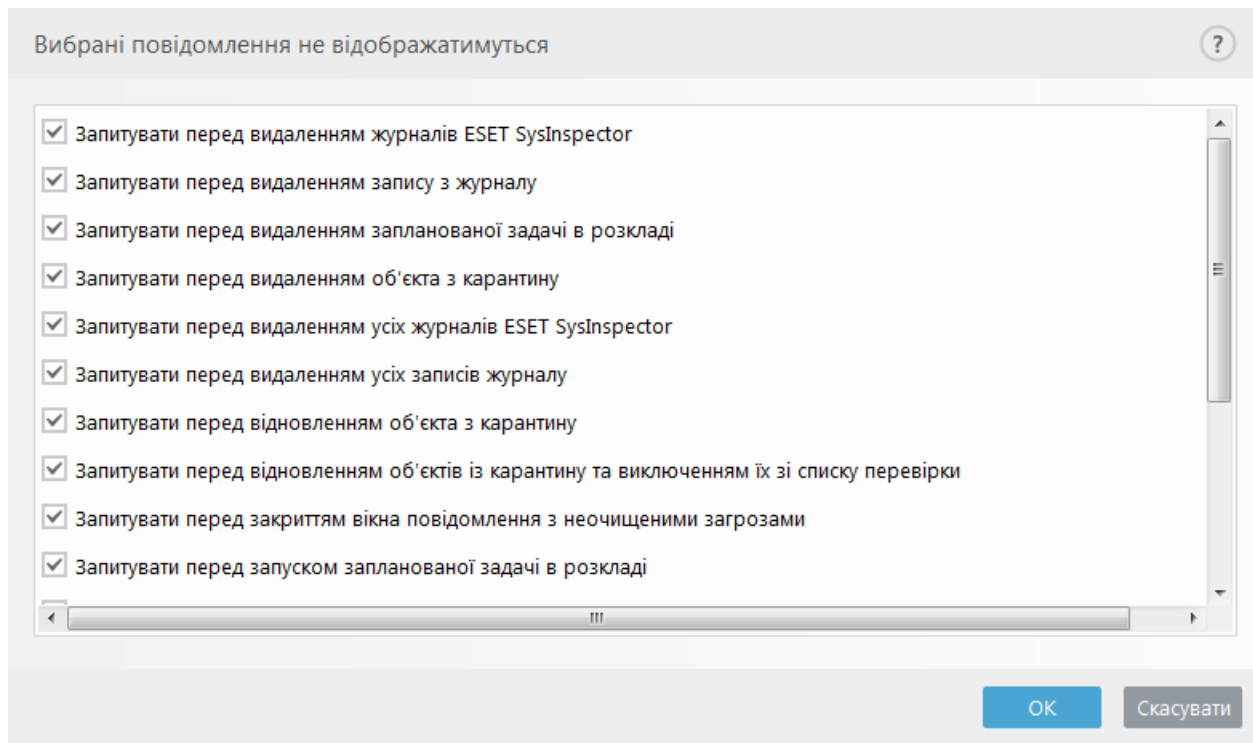 Вибрані повідомлення не відображатимуться
?
Запитувати перед видаленням журналів ESET SysInspector
Запитувати перед видаленням запису з журналу
Запитувати перед видаленням запланованої задачі в розкладі
Запитувати перед видаленням об’єкта з карантину
Запитувати перед видаленням усіх журналів ESET SysInspector
Запитувати перед видаленням усіх записів журналу
Запитувати перед відновленням об'єкта з карантину
Запитувати перед відновленням об’єктів із карантину та виключенням їх зі списку перевірки
Запитувати перед закриттям вікна повідомлення з неочищеними загрозами
Запитувати перед запуском запланованої задачі в розкладі
OK
Скасувати